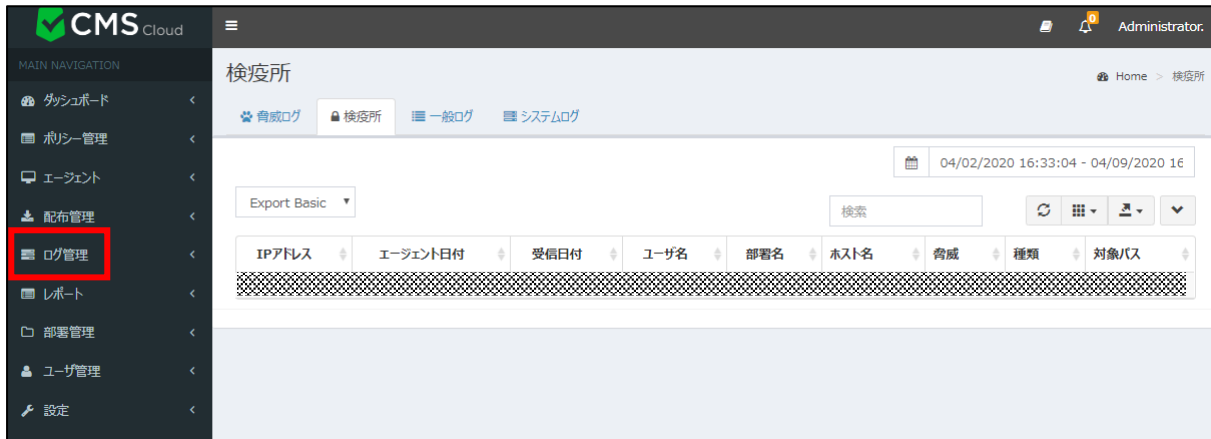 CMS Cloud
0
Administrator.
MAIN NAVIGATION
ダッシュボード
ポリシー管理
エージェント
配布管理
ログ管理
レポート
部署管理
ユーザ管理
設定
検疫所
Home > 検疫所
脅威ログ 検疫所 一般ログ システムログ
04/02/2020 16:33:04 - 04/09/2020 16
Export Basic
検索
IPアドレス エージェント日付 受信日付 ユーザ名 部署名 ホスト名 脅威 種類 対象パス